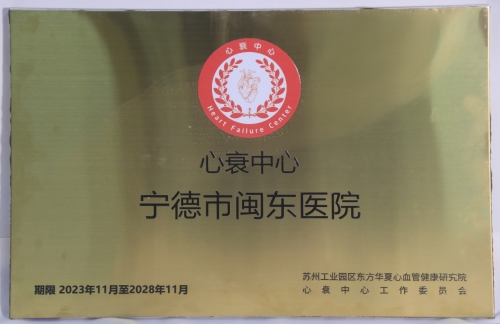 心衰中心
Heart Failure Center
心衰中心
宁德市闽东医院
苏州工业园区东方华夏心血管健康研究院
期限 2023年11月至2028年11月
心衰中心工作委员会